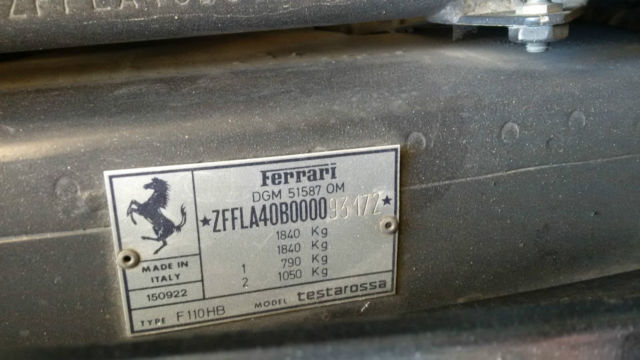 ZFFLA40B0
Ferrari
DGM 51587 OM
*ZFFLA40B000093172*
1840 Kg
1840 Kg
1 790 Kg
2 1050 Kg
MADE IN
ITALY
150922
TYPE F110HB MODEL testarossa